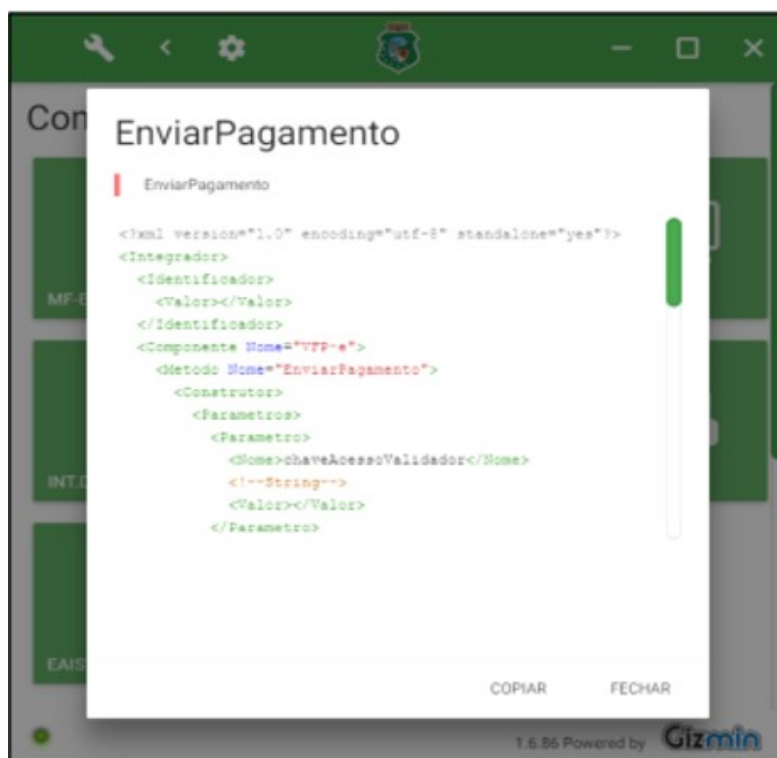 Con
EnviarPagamento
EnviarPagamento
<?xml version="1.0" encoding="utf-8" standalone="yes"?>
<Integrador>
<Identificador>
<Valor></Valor>
</Identificador>
<Componente Nome="VFP-e">
<Metodo Nome="EnviarPagamento">
<Construtor>
<Parametros>
<Parametro>
<Nome>chaveAcessoValidador</Nome>
<!--String-->
<Valor></Valor>
</Parametro>
MF-E
INT.D
EAIS
COPIAR FECHAR
1.6.86 Powered by Gizmin